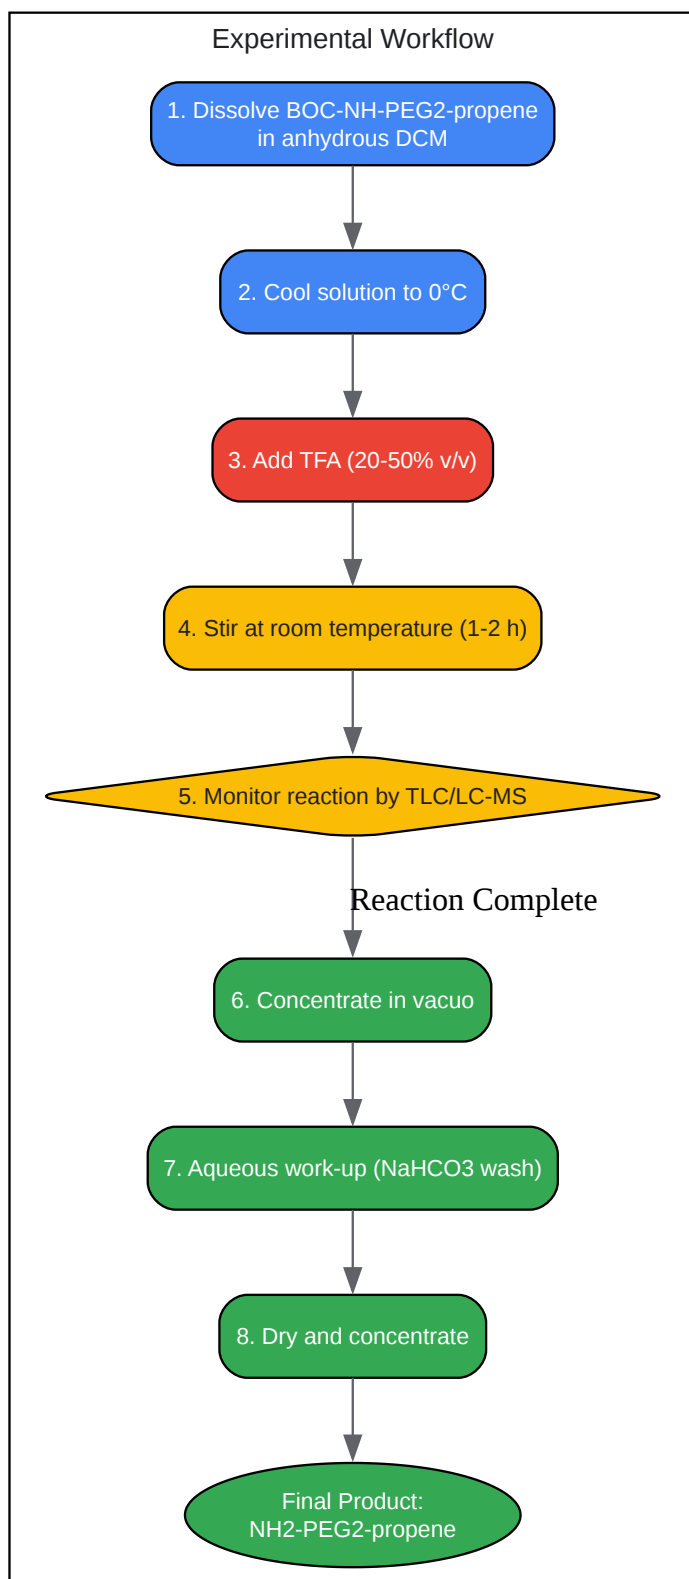 Experimental Workflow
1. Dissolve BOC-NH-PEG2-propene
in anhydrous DCM
2. Cool solution to 0°C
3. Add TFA (20-50% v/v)
4. Stir at room temperature (1-2 h)
5. Monitor reaction by TLC/LC-MS
Reaction Complete
6. Concentrate in vacuo
7. Aqueous work-up (NaHCO3 wash)
8. Dry and concentrate
Final Product:
NH2-PEG2-propene